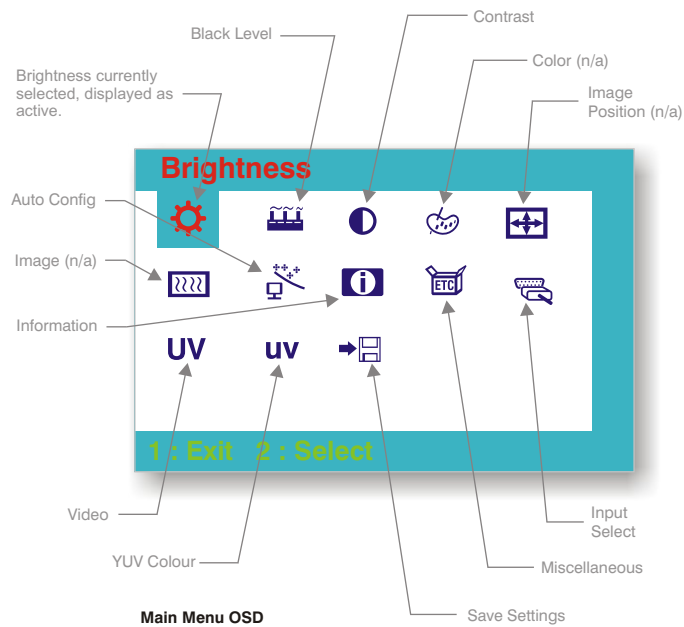 Contrast
Black Level
Color (n/a)
Brightness currently
selected, displayed as
active.
Image
Position (n/a)
Brightness
Auto Config
Image (n/a)
ETC
Information
UV
uv
1 : Exit 2 : Select
Video
Input
Select
YUV Colour
Miscellaneous
Main Menu OSD
Save Settings